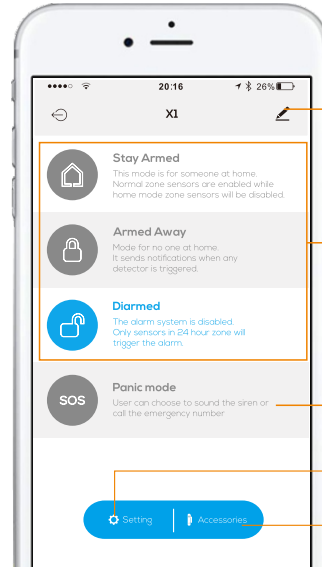 20:16
26%
X1
Stay Armed
This mode is for someone at home.
Normal zone sensors are enabled while
home mode zone sensors will be disabled.
Armed Away
Mode for no one at home.
It sends notifications when any
detector is triggered.
Diarmed
The alarm system is disabled.
Only sensors in 24 hour zone will
trigger the alarm.
SOS
Panic mode
User can choose to sound the siren or
call the emergency number
Setting
Accessories